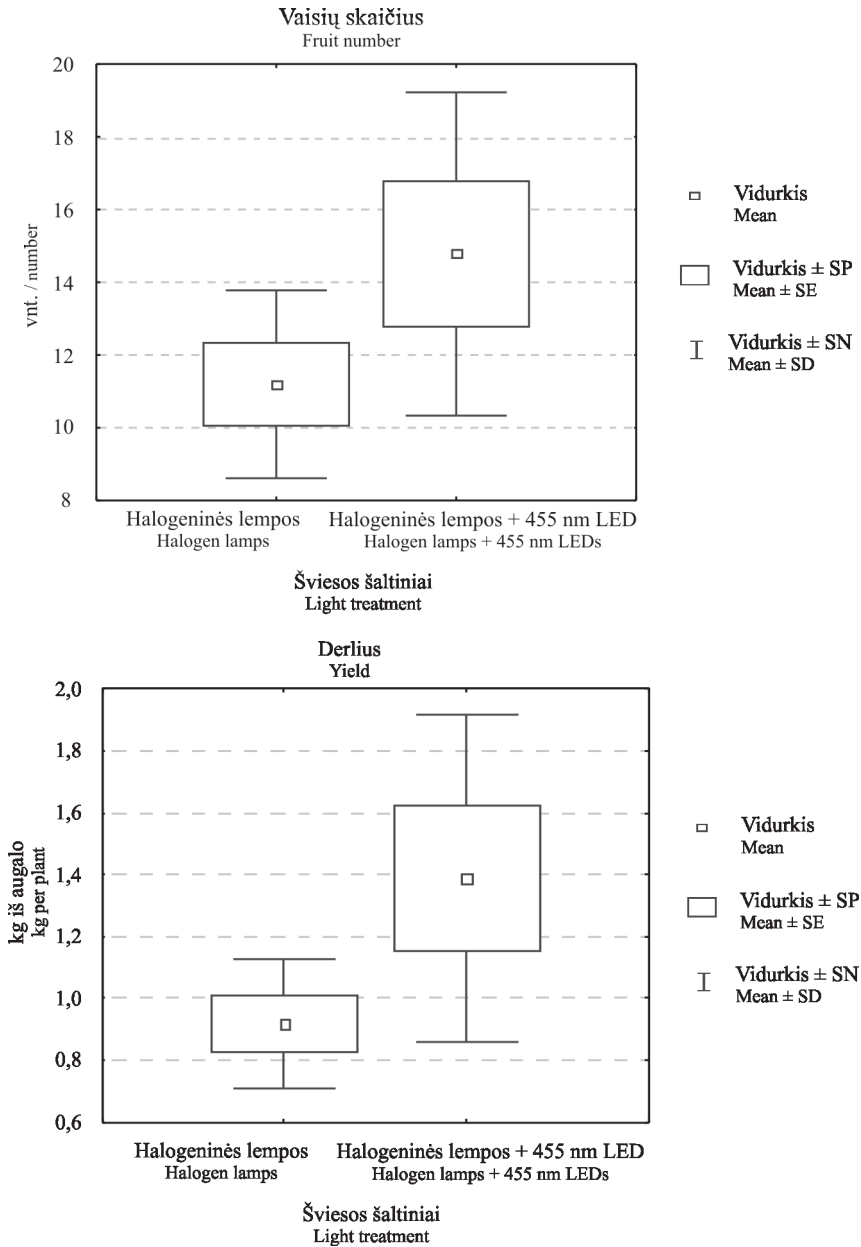 Vaisių skaičius
Fruit number
20
18
16
14
12
10
8
vnt. / number
Vidurkis
Mean
Vidurkis ± SP
Mean ± SE
Vidurkis ± SN
Mean ± SD
Halogeninės lempos
Halogen lamps
Halogeninės lempos + 455 nm LED
Halogen lamps + 455 nm LEDs
Šviesos šaltiniai
Light treatment
Derlius
Yield
2,0
1,8
1,6
1,4
1,2
1,0
0,8
0,6
kg iš augalo
kg per plant
Vidurkis
Mean
Vidurkis ± SP
Mean ± SE
Vidurkis ± SN
Mean ± SD
Halogeninės lempos
Halogen lamps
Halogeninės lempos + 455 nm LED
Halogen lamps + 455 nm LEDs
Šviesos šaltiniai
Light treatment